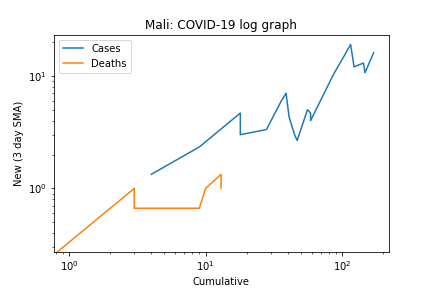 Mali: COVID-19 log graph
Cases
Deaths
New (3 day SMA)
10¹
10⁰
10⁰ 10¹ 10²
Cumulative